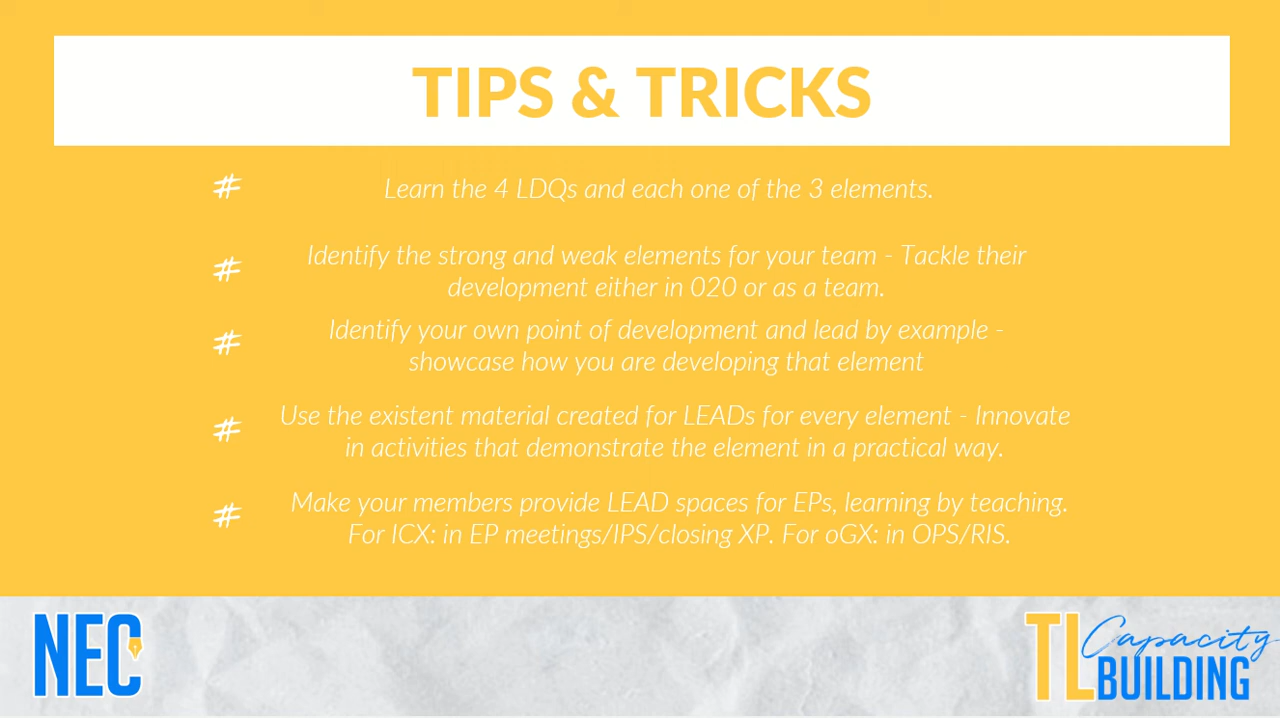 TIPS & TRICKS
# Learn the 4 LDQs and each one of the 3 elements.
# Identify the strong and weak elements for your team - Tackle their
development either in 020 or as a team.
# Identify your own point of development and lead by example -
showcase how you are developing that element
# Use the existent material created for LEADs for every element - Innovate
in activities that demonstrate the element in a practical way.
# Make your members provide LEAD spaces for EPs, learning by teaching.
For ICX: in EP meetings/IPS/closing XP. For oGX: in OPS/RIS.
NEC
TL Capacity
BUILDING